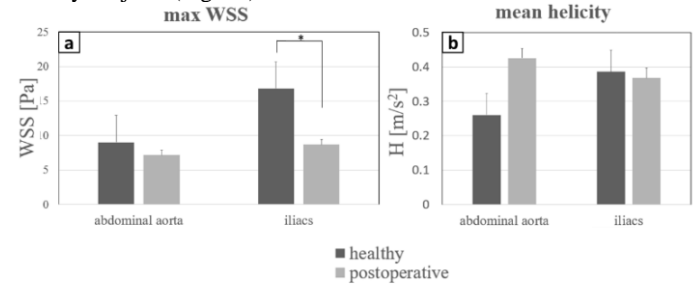 max WSS
mean helicity
a
25
20
15
10
5
0
WSS [Pa]
*
abdominal aorta
iliacs
b
0.5
0.4
0.3
0.2
0.1
0
H [m/s²]
abdominal aorta
iliacs
healthy
postoperative